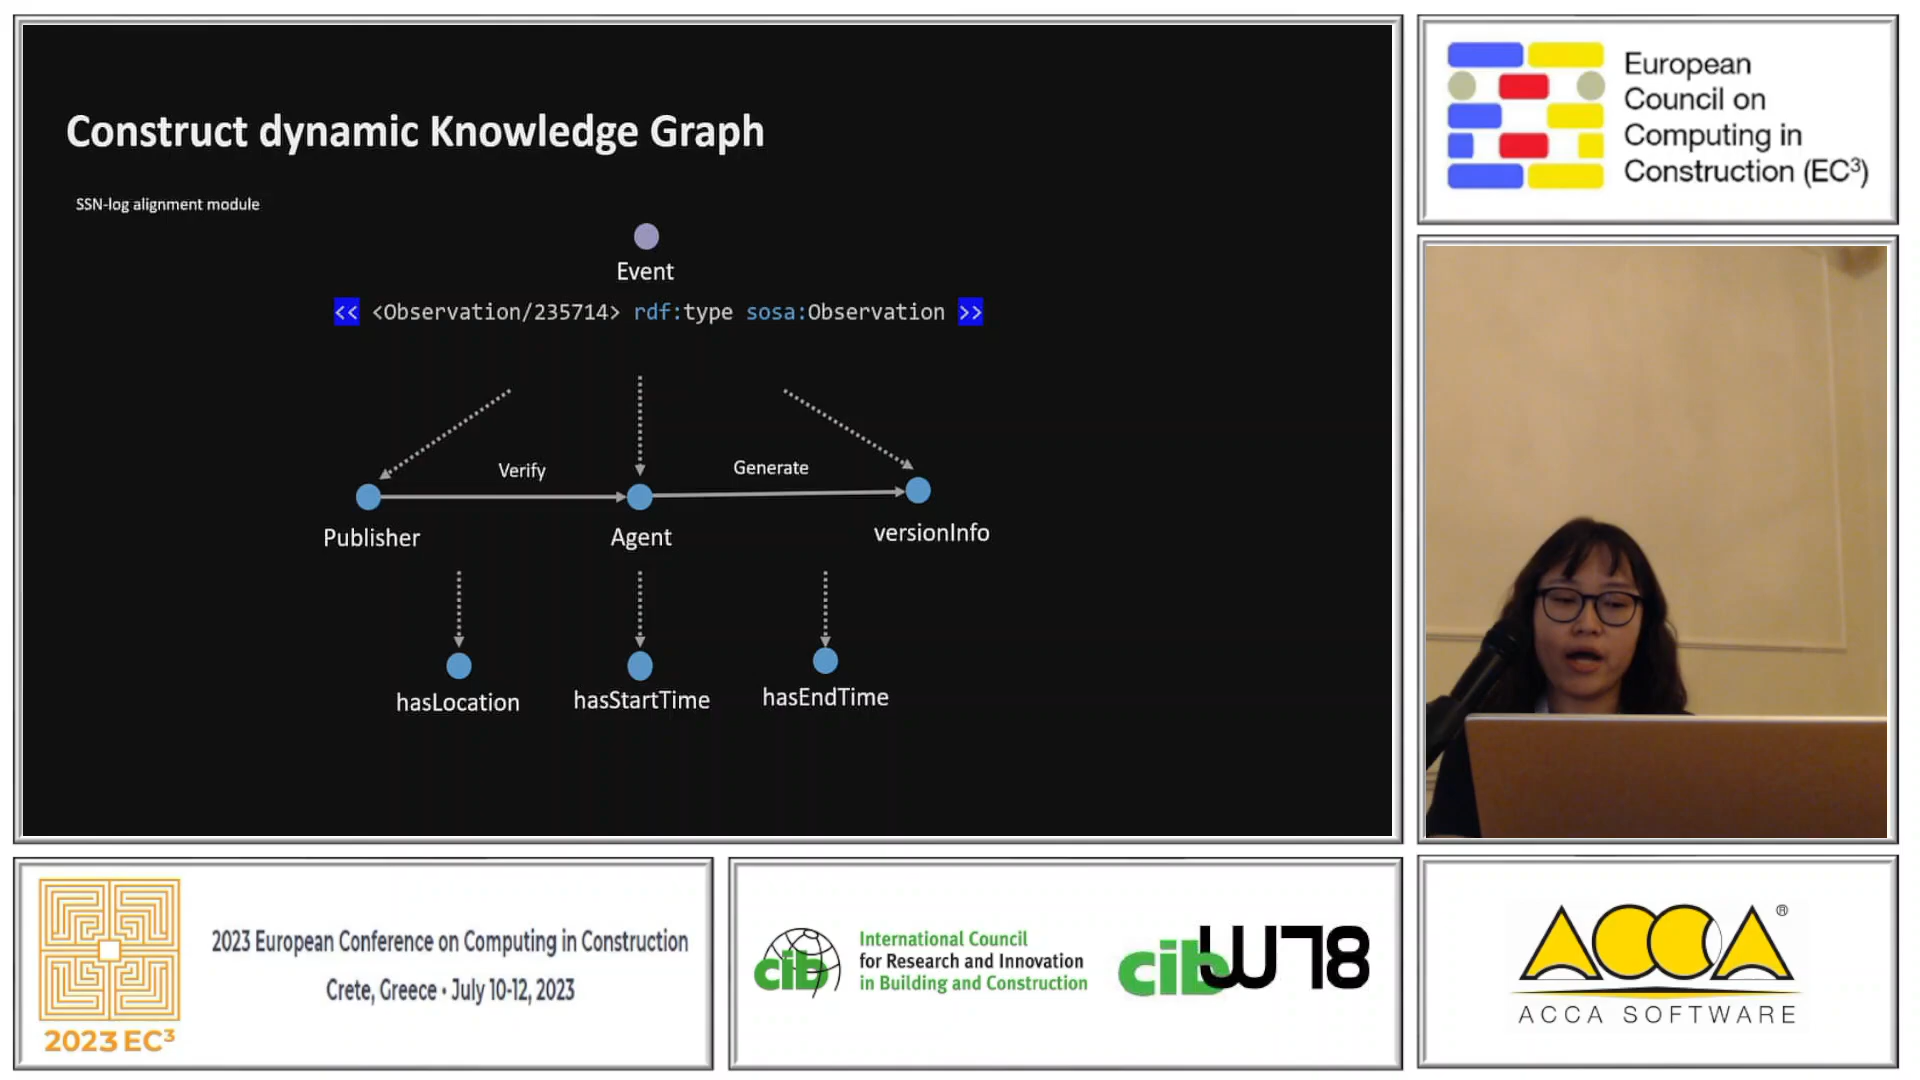 Construct dynamic Knowledge Graph
SSN-log alignment module
Event
<< <Observation/235714> rdf:type sosa:Observation >>
Verify
Generate
Publisher
Agent
versionInfo
hasLocation
hasStartTime
hasEndTime
European
Council on
Computing in
Construction (EC³)
2023 European Conference on Computing in Construction
Crete, Greece • July 10-12, 2023
2023 EC³
cib
International Council
for Research and Innovation
in Building and Construction
cib W78
ACCA ®
ACCA SOFTWARE